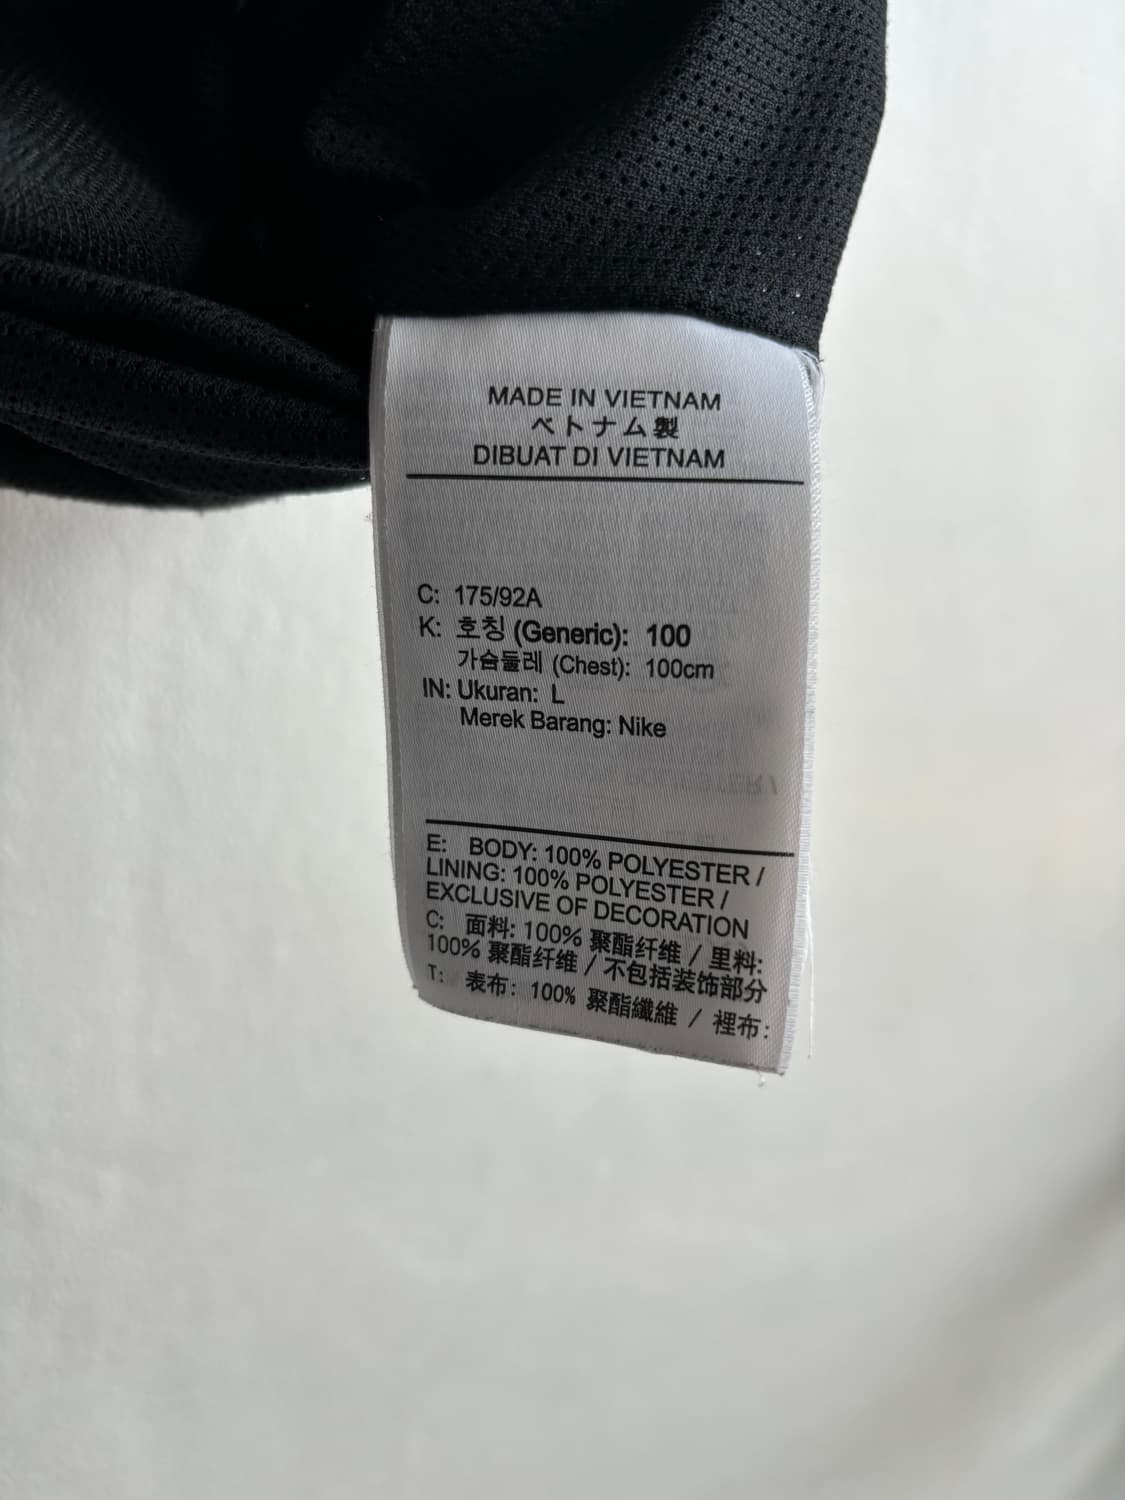 MADE IN VIETNAM
ベトナム製
DIBUAT DI VIETNAM
C: 175/92A
K: 호칭 (Generic): 100
가슴둘레 (Chest): 100cm
IN: Ukuran: L
Merek Barang: Nike
E: BODY: 100% POLYESTER /
LINING: 100% POLYESTER /
EXCLUSIVE OF DECORATION
C: 面料: 100% 聚酯纤维 / 里料:
100% 聚酯纤维 / 不包括装饰部分
T: 表布: 100% 聚酯纖維 / 裡布: